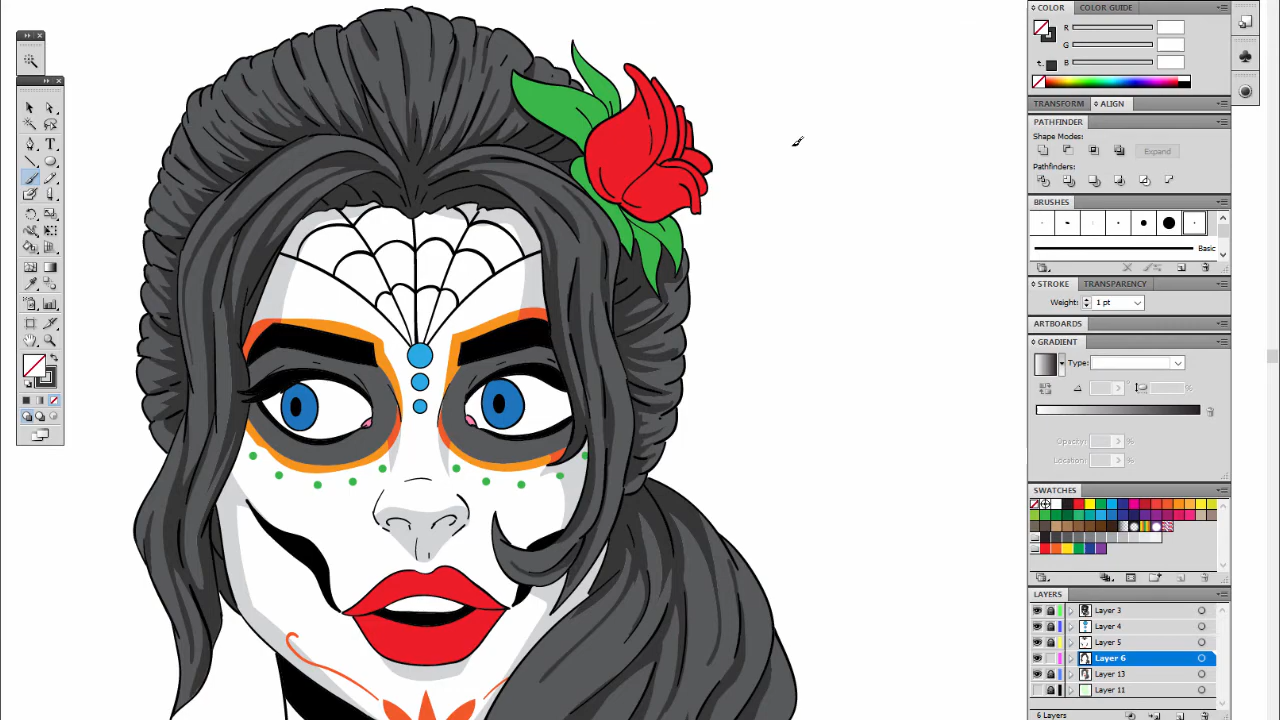 COLOR COLOR GUIDE
R
G
B
TRANSFORM ALIGN
PATHFINDER
Shape Modes:
Expand
Pathfinders:
BRUSHES
Basic
STROKE TRANSPARENCY
Weight: 1 pt
ARTBOARDS
GRADIENT
Type:
°
%
Opacity: %
Location: %
SWATCHES
LAYERS
Layer 3
Layer 4
Layer 5
Layer 6
Layer 13
Layer 11
6 Layers